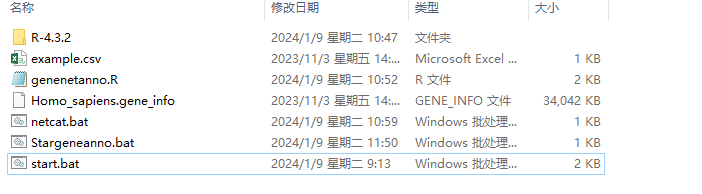 名称 修改日期 类型 大小
R-4.3.2 2024/1/9 星期二 10:47 文件夹
example.csv 2023/11/3 星期五 14:... Microsoft Excel ... 1 KB
genenetanno.R 2024/1/9 星期二 10:52 R 文件 2 KB
Homo_sapiens.gene_info 2023/11/3 星期五 14:... GENE_INFO 文件 34,042 KB
netcat.bat 2024/1/9 星期二 10:59 Windows 批处理... 1 KB
Stargeneanno.bat 2024/1/9 星期二 11:50 Windows 批处理... 1 KB
start.bat 2024/1/9 星期二 9:13 Windows 批处理... 2 KB